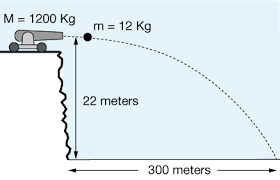 M = 1200 Kg
m = 12 Kg
22 meters
300 meters